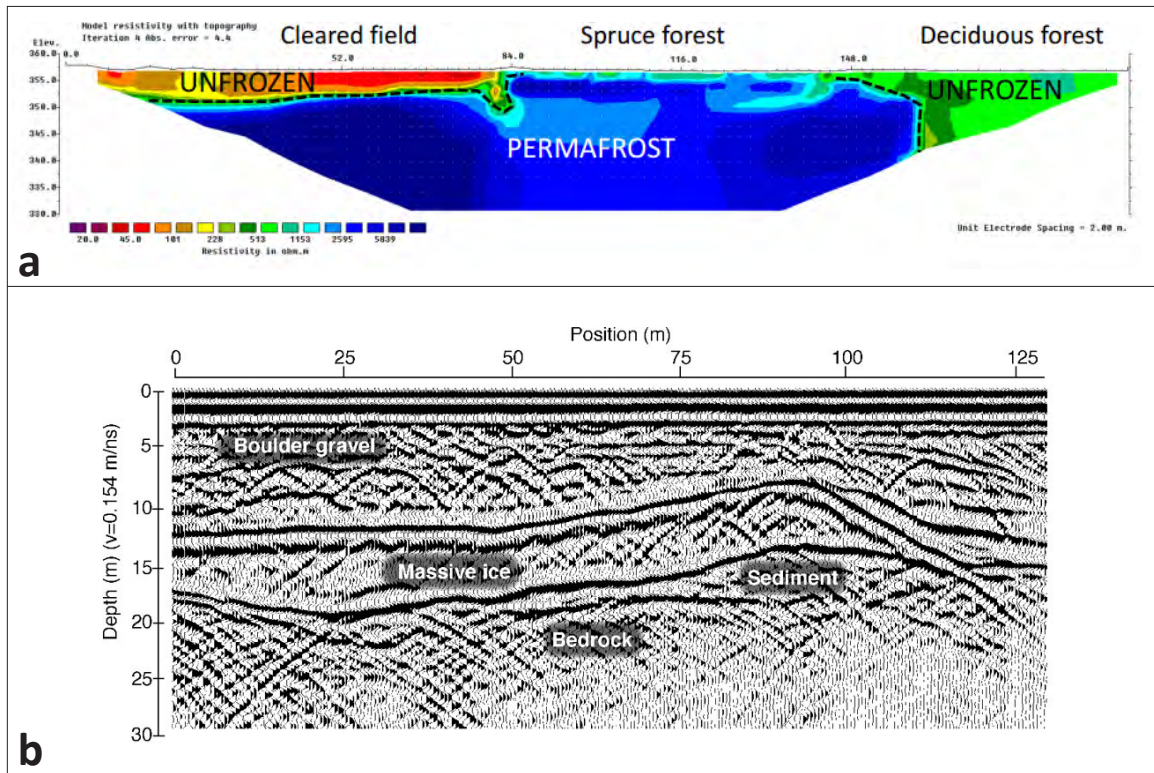 Model resistivity with topography
Iteration 4 Abs. error = 4.4
Cleared field Spruce forest Deciduous forest
Elev.
360.0 0.0 52.0 84.0 116.0 148.0
355.0 UNFROZEN UNFROZEN
350.0
345.0 PERMAFROST
340.0
335.0
330.0
20.0 45.0 101 228 513 1153 2595 5839
Resistivity in ohm.m
Unit Electrode Spacing = 2.00 m.
a
Position (m)
0 25 50 75 100 125
0
5 Boulder gravel
10
15 Massive ice Sediment
20 Bedrock
25
30
Depth (m) (v=0.154 m/ns)
b